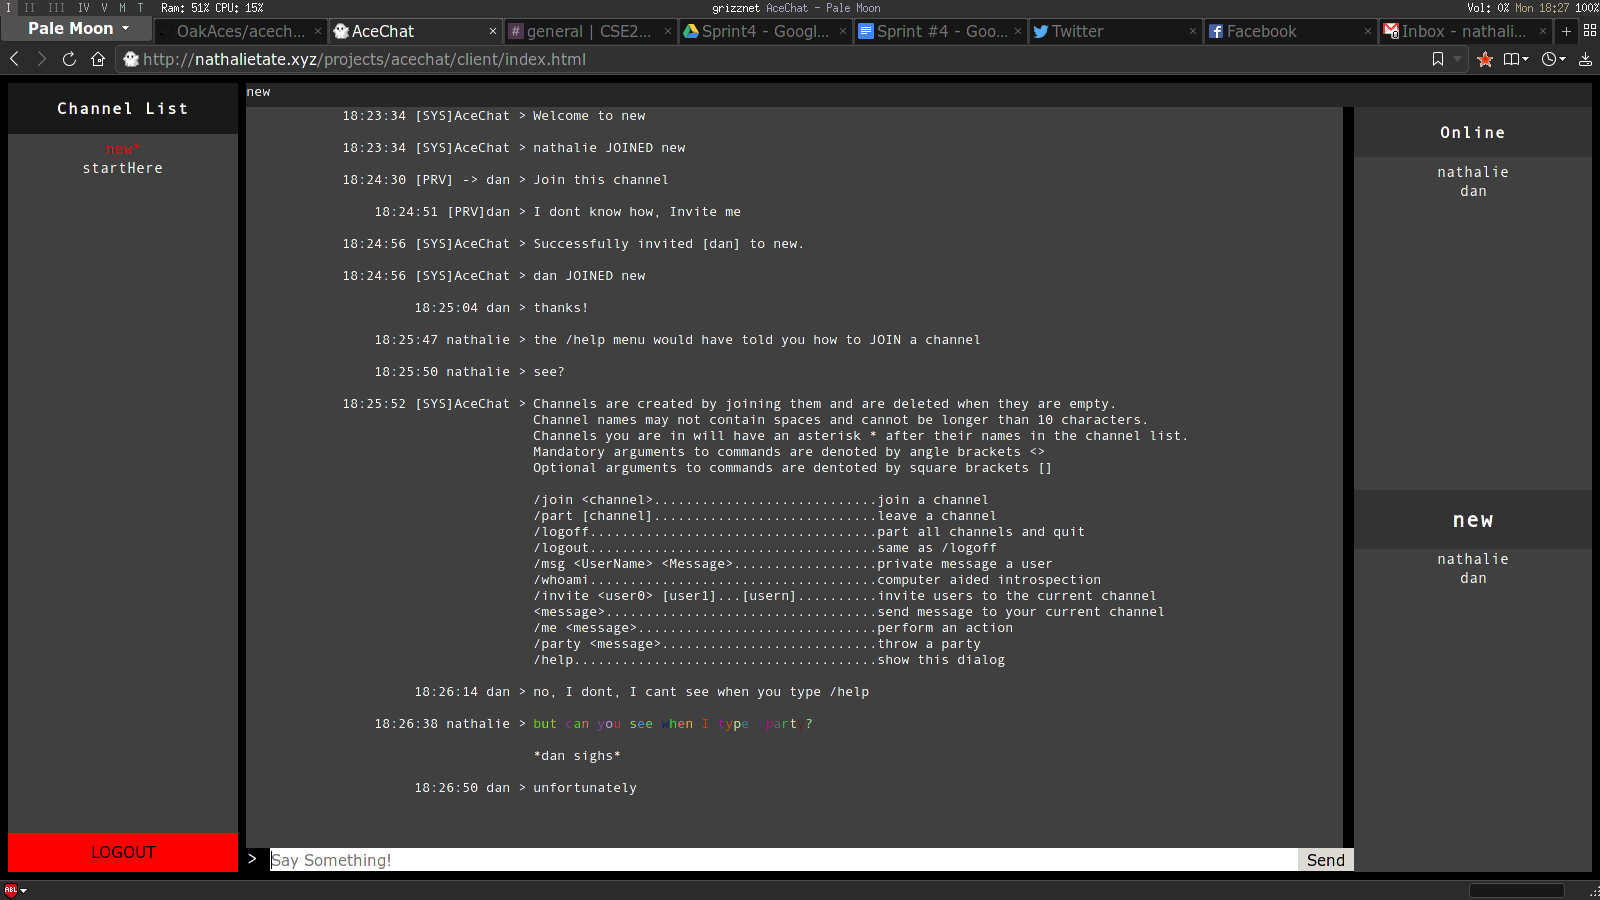 I II III IV V M T Ram: 51% CPU: 15% grizznet AceChat - Pale Moon Vol: 0% Mon 18:27 100%
Pale Moon OakAces/acech... × AceChat × # general | CSE2... × Sprint4 - Googl... × Sprint #4 - Goo... × Twitter × Facebook × Inbox - nathali... × +
http://nathalietate.xyz/projects/acechat/client/index.html
Channel List
new*
startHere
LOGOUT
new
18:23:34 [SYS]AceChat > Welcome to new
18:23:34 [SYS]AceChat > nathalie JOINED new
18:24:30 [PRV] -> dan > Join this channel
18:24:51 [PRV]dan > I dont know how, Invite me
18:24:56 [SYS]AceChat > Successfully invited [dan] to new.
18:24:56 [SYS]AceChat > dan JOINED new
18:25:04 dan > thanks!
18:25:47 nathalie > the /help menu would have told you how to JOIN a channel
18:25:50 nathalie > see?
18:25:52 [SYS]AceChat > Channels are created by joining them and are deleted when they are empty.
Channel names may not contain spaces and cannot be longer than 10 characters.
Channels you are in will have an asterisk * after their names in the channel list.
Mandatory arguments to commands are denoted by angle brackets <>
Optional arguments to commands are dentoted by square brackets []
/join <channel>............................join a channel
/part [channel]............................leave a channel
/logoff....................................part all channels and quit
/logout....................................same as /logoff
/msg <UserName> <Message>..................private message a user
/whoami....................................computer aided introspection
/invite <user0> [user1]...[usern]..........invite users to the current channel
<message>..................................send message to your current channel
/me <message>..............................perform an action
/party <message>...........................throw a party
/help......................................show this dialog
18:26:14 dan > no, I dont, I cant see when you type /help
18:26:38 nathalie > but can you see when I type /party?
*dan sighs*
18:26:50 dan > unfortunately
> Say Something! Send
Online
nathalie
dan
new
nathalie
dan
ABL